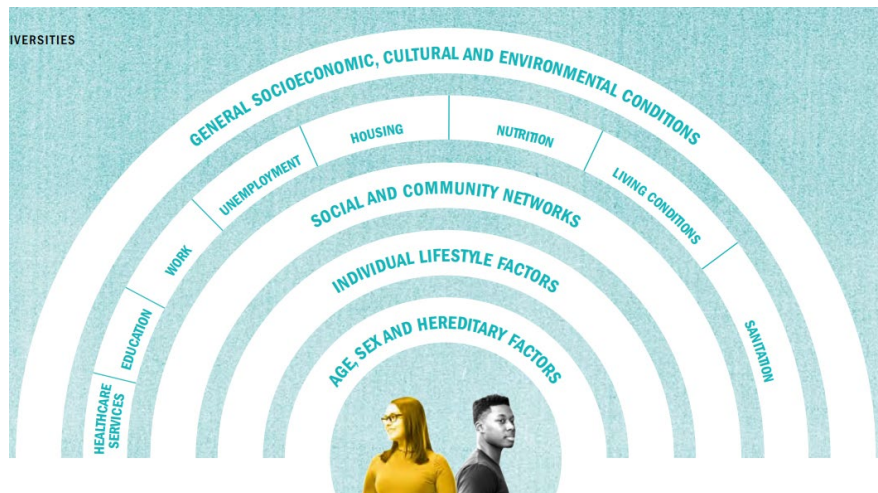 IVERSITIES
GENERAL SOCIOECONOMIC, CULTURAL AND ENVIRONMENTAL CONDITIONS
HEALTHCARE
SERVICES
EDUCATION
WORK
UNEMPLOYMENT
HOUSING
NUTRITION
LIVING CONDITIONS
SANITATION
SOCIAL AND COMMUNITY NETWORKS
INDIVIDUAL LIFESTYLE FACTORS
AGE, SEX AND HEREDITARY FACTORS